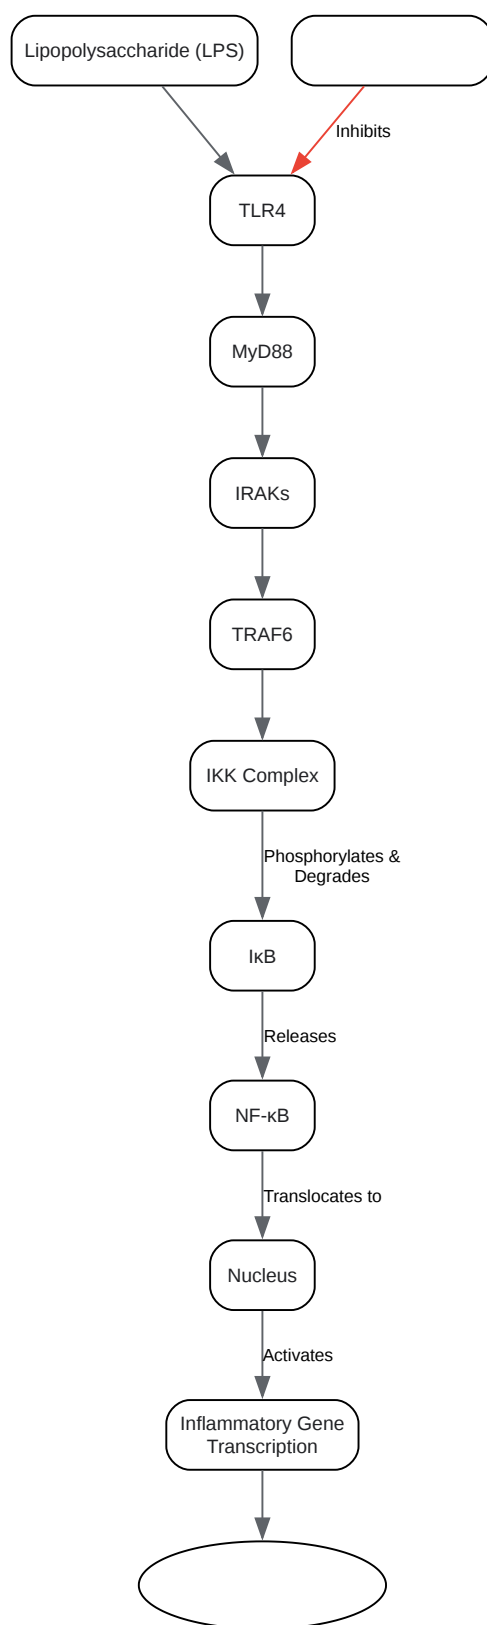 Lipopolysaccharide (LPS)
Inhibits
TLR4
MyD88
IRAKs
TRAF6
IKK Complex
Phosphorylates &
Degrades
IκB
Releases
NF-κB
Translocates to
Nucleus
Activates
Inflammatory Gene
Transcription